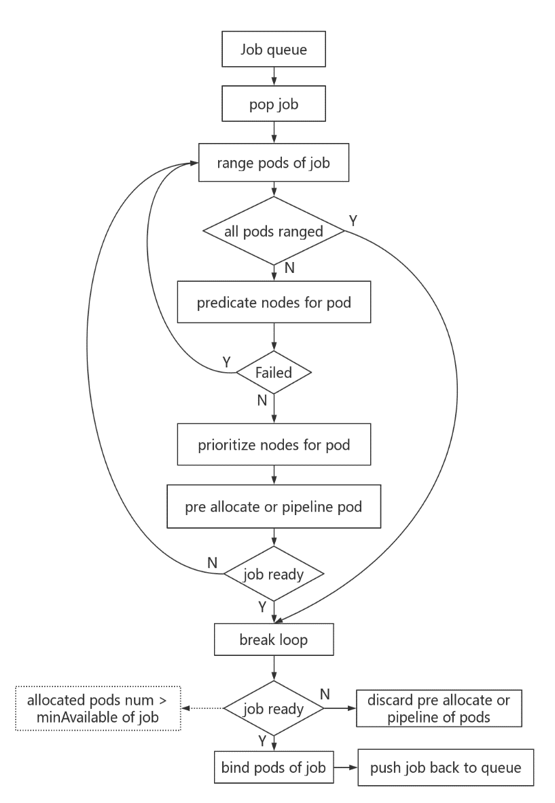 Job queue
pop job
range pods of job
all pods ranged
Y
N
predicate nodes for pod
Y
Failed
N
prioritize nodes for pod
pre allocate or pipeline pod
N
job ready
Y
break loop
allocated pods num >
minAvailable of job
job ready
N
discard pre allocate or
pipeline of pods
Y
bind pods of job
push job back to queue